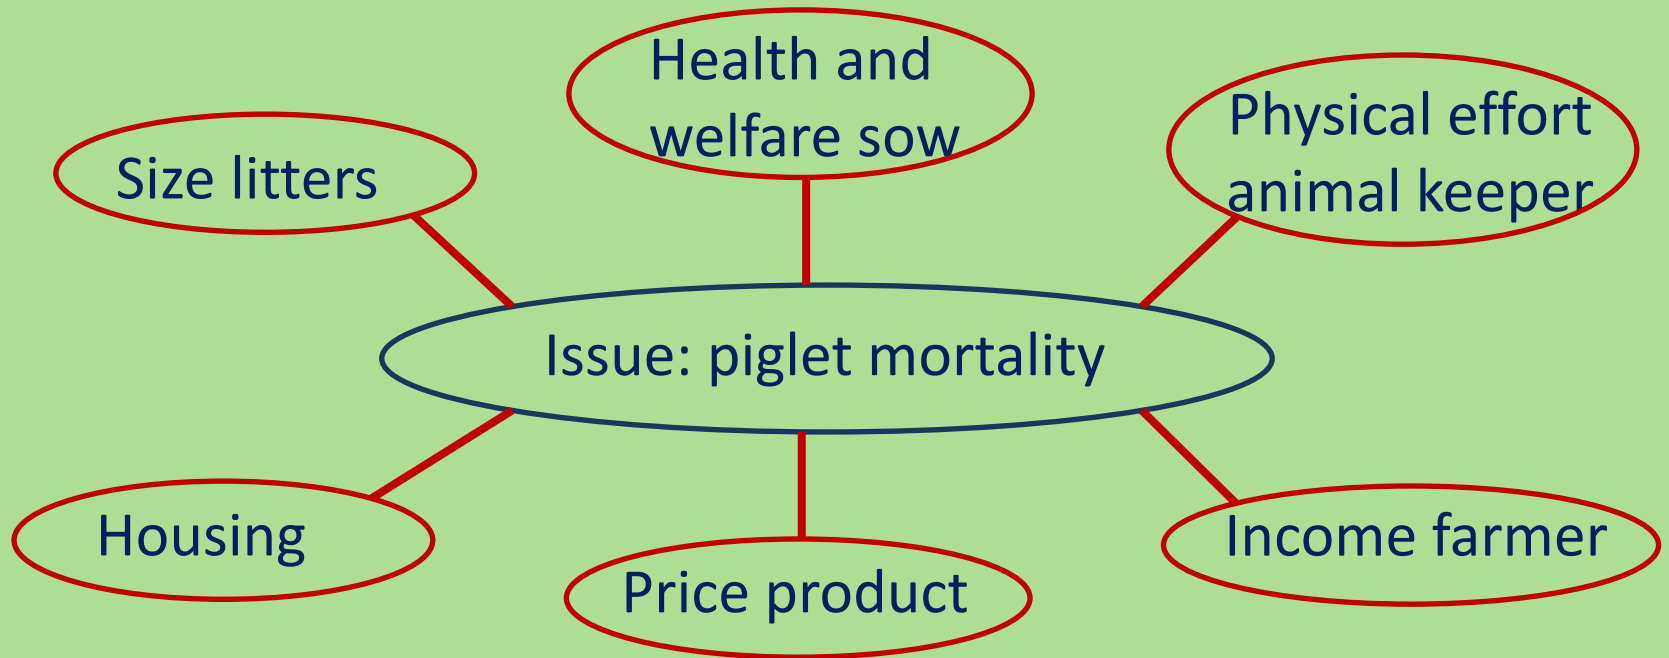 Health and
welfare sow
Physical effort
animal keeper
Size litters
Issue: piglet mortality
Housing
Price product
Income farmer